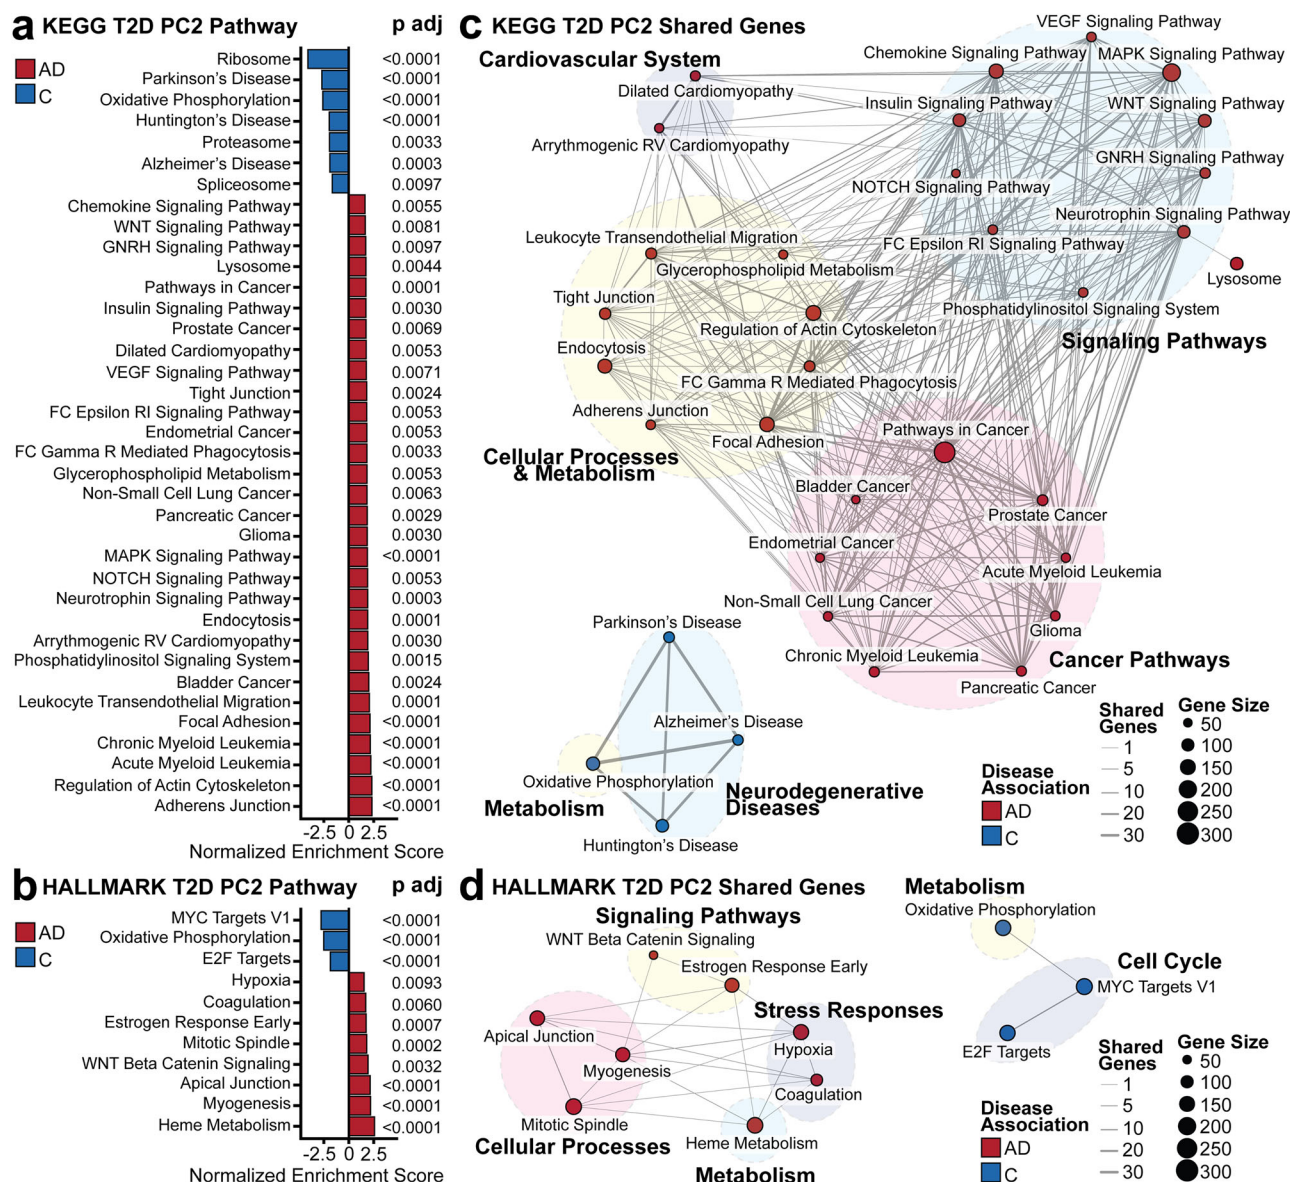 a KEGG T2D PC2 Pathway p adj
AD
C
Ribosome <0.0001
Parkinson's Disease <0.0001
Oxidative Phosphorylation <0.0001
Huntington's Disease <0.0001
Proteasome 0.0033
Alzheimer's Disease 0.0003
Spliceosome 0.0097
Chemokine Signaling Pathway 0.0055
WNT Signaling Pathway 0.0081
GNRH Signaling Pathway 0.0097
Lysosome 0.0044
Pathways in Cancer 0.0001
Insulin Signaling Pathway 0.0030
Prostate Cancer 0.0069
Dilated Cardiomyopathy 0.0053
VEGF Signaling Pathway 0.0071
Tight Junction 0.0024
FC Epsilon RI Signaling Pathway 0.0053
Endometrial Cancer 0.0053
FC Gamma R Mediated Phagocytosis 0.0033
Glycerophospholipid Metabolism 0.0053
Non-Small Cell Lung Cancer 0.0063
Pancreatic Cancer 0.0029
Glioma 0.0030
MAPK Signaling Pathway <0.0001
NOTCH Signaling Pathway 0.0053
Neurotrophin Signaling Pathway 0.0003
Endocytosis 0.0001
Arrythmogenic RV Cardiomyopathy 0.0030
Phosphatidylinositol Signaling System 0.0015
Bladder Cancer 0.0024
Leukocyte Transendothelial Migration 0.0001
Focal Adhesion <0.0001
Chronic Myeloid Leukemia <0.0001
Acute Myeloid Leukemia <0.0001
Regulation of Actin Cytoskeleton <0.0001
Adherens Junction <0.0001
-2.5 0 2.5
Normalized Enrichment Score
b HALLMARK T2D PC2 Pathway p adj
AD
C
MYC Targets V1 <0.0001
Oxidative Phosphorylation <0.0001
E2F Targets <0.0001
Hypoxia 0.0093
Coagulation 0.0060
Estrogen Response Early 0.0007
Mitotic Spindle 0.0002
WNT Beta Catenin Signaling 0.0032
Apical Junction <0.0001
Myogenesis <0.0001
Heme Metabolism <0.0001
-2.5 0 2.5
Normalized Enrichment Score
c KEGG T2D PC2 Shared Genes
VEGF Signaling Pathway
Chemokine Signaling Pathway MAPK Signaling Pathway
Cardiovascular System
Dilated Cardiomyopathy
Insulin Signaling Pathway WNT Signaling Pathway
Arrythmogenic RV Cardiomyopathy
GNRH Signaling Pathway
NOTCH Signaling Pathway
Neurotrophin Signaling Pathway
Leukocyte Transendothelial Migration
FC Epsilon RI Signaling Pathway
Glycerophospholipid Metabolism
Lysosome
Tight Junction
Phosphatidylinositol Signaling System
Regulation of Actin Cytoskeleton
Signaling Pathways
Endocytosis
FC Gamma R Mediated Phagocytosis
Adherens Junction
Pathways in Cancer
Focal Adhesion
Cellular Processes
& Metabolism
Bladder Cancer
Prostate Cancer
Endometrial Cancer
Acute Myeloid Leukemia
Non-Small Cell Lung Cancer
Parkinson's Disease
Glioma
Chronic Myeloid Leukemia
Cancer Pathways
Pancreatic Cancer
Alzheimer's Disease
Oxidative Phosphorylation
Neurodegenerative
Diseases
Metabolism
Huntington's Disease
Disease
Association
AD
C
Shared
Genes
1
5
10
20
30
Gene Size
50
100
150
200
250
300
d HALLMARK T2D PC2 Shared Genes
Signaling Pathways
WNT Beta Catenin Signaling
Estrogen Response Early
Stress Responses
Apical Junction
Hypoxia
Myogenesis
Coagulation
Mitotic Spindle
Cellular Processes
Heme Metabolism
Metabolism
Metabolism
Oxidative Phosphorylation
Cell Cycle
MYC Targets V1
E2F Targets
Disease
Association
AD
C
Shared
Genes
1
5
10
20
30
Gene Size
50
100
150
200
250
300